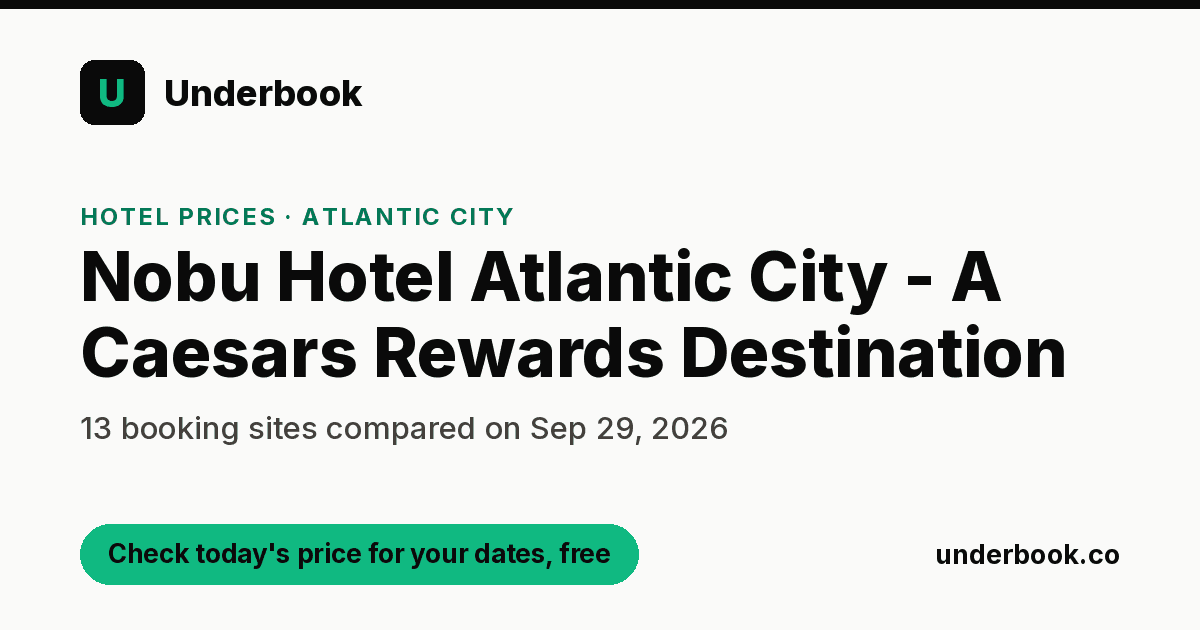 U Underbook
HOTEL PRICES · ATLANTIC CITY
Nobu Hotel Atlantic City - A
Caesars Rewards Destination
13 booking sites compared on Sep 29, 2026
Check today's price for your dates, free
underbook.co